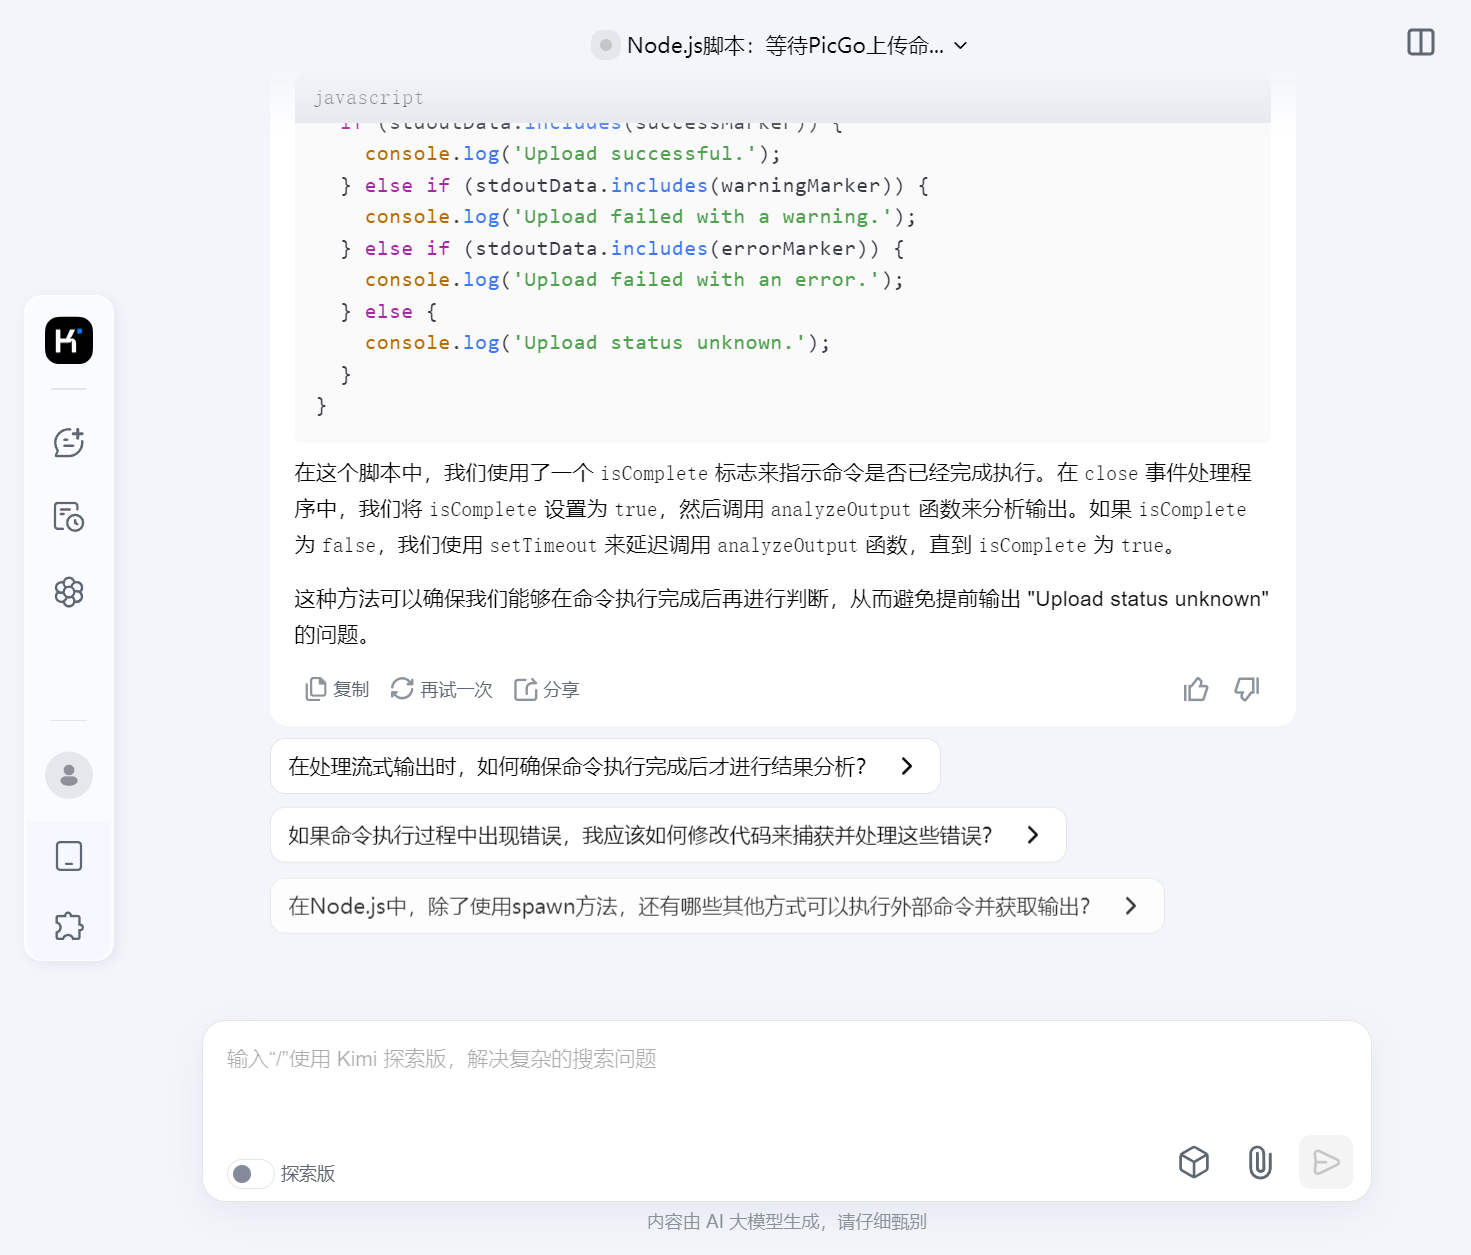 Node.js脚本：等待PicGo上传命...
javascript
if (stdoutData.includes(successMarker)) {
console.log('Upload successful.');
} else if (stdoutData.includes(warningMarker)) {
console.log('Upload failed with a warning.');
} else if (stdoutData.includes(errorMarker)) {
console.log('Upload failed with an error.');
} else {
console.log('Upload status unknown.');
}
}
在这个脚本中，我们使用了一个 isComplete 标志来指示命令是否已经完成执行。在 close 事件处理程
序中，我们将 isComplete 设置为 true，然后调用 analyzeOutput 函数来分析输出。如果 isComplete
为 false，我们使用 setTimeout 来延迟调用 analyzeOutput 函数，直到 isComplete 为 true。
这种方法可以确保我们能够在命令执行完成后再进行判断，从而避免提前输出 "Upload status unknown"
的问题。
复制 再试一次 分享
在处理流式输出时，如何确保命令执行完成后才进行结果分析？
如果命令执行过程中出现错误，我应该如何修改代码来捕获并处理这些错误？
在Node.js中，除了使用spawn方法，还有哪些其他方式可以执行外部命令并获取输出？
输入“/”使用 Kimi 探索版，解决复杂的搜索问题
探索版
内容由 AI 大模型生成，请仔细甄别